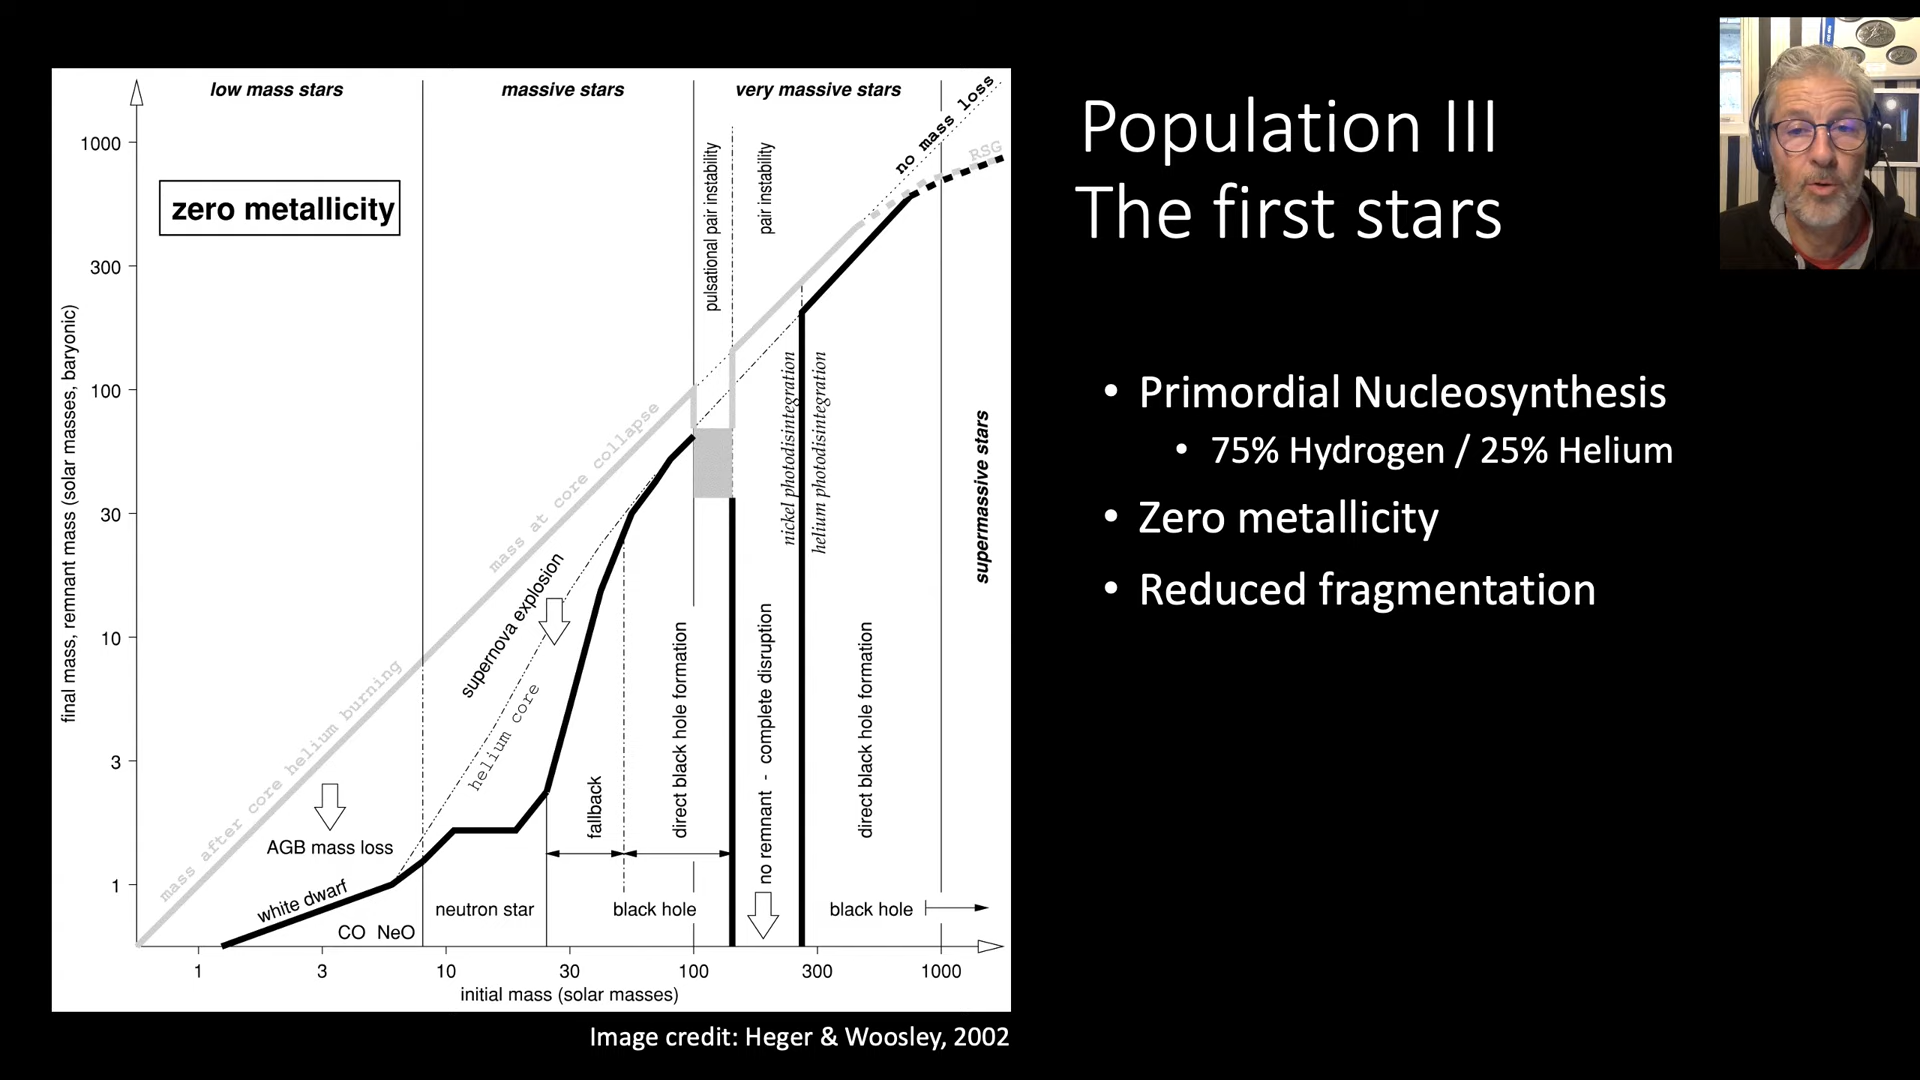 low mass stars
massive stars
very massive stars
zero metallicity
1000
300
100
30
10
3
1
final mass, remnant mass (solar masses, baryonic)
mass after core helium burning
mass at core collapse
no mass loss
RSG
pulsational pair instability
pair instability
nickel photodisintegration
helium photodisintegration
supermassive stars
supernova explosion
helium core
AGB mass loss
white dwarf
CO NeO
neutron star
fallback
direct black hole formation
black hole
no remnant - complete disruption
direct black hole formation
black hole
1
3
10
30
100
300
1000
initial mass (solar masses)
Image credit: Heger & Woosley, 2002
Population III
The first stars
• Primordial Nucleosynthesis
• 75% Hydrogen / 25% Helium
• Zero metallicity
• Reduced fragmentation